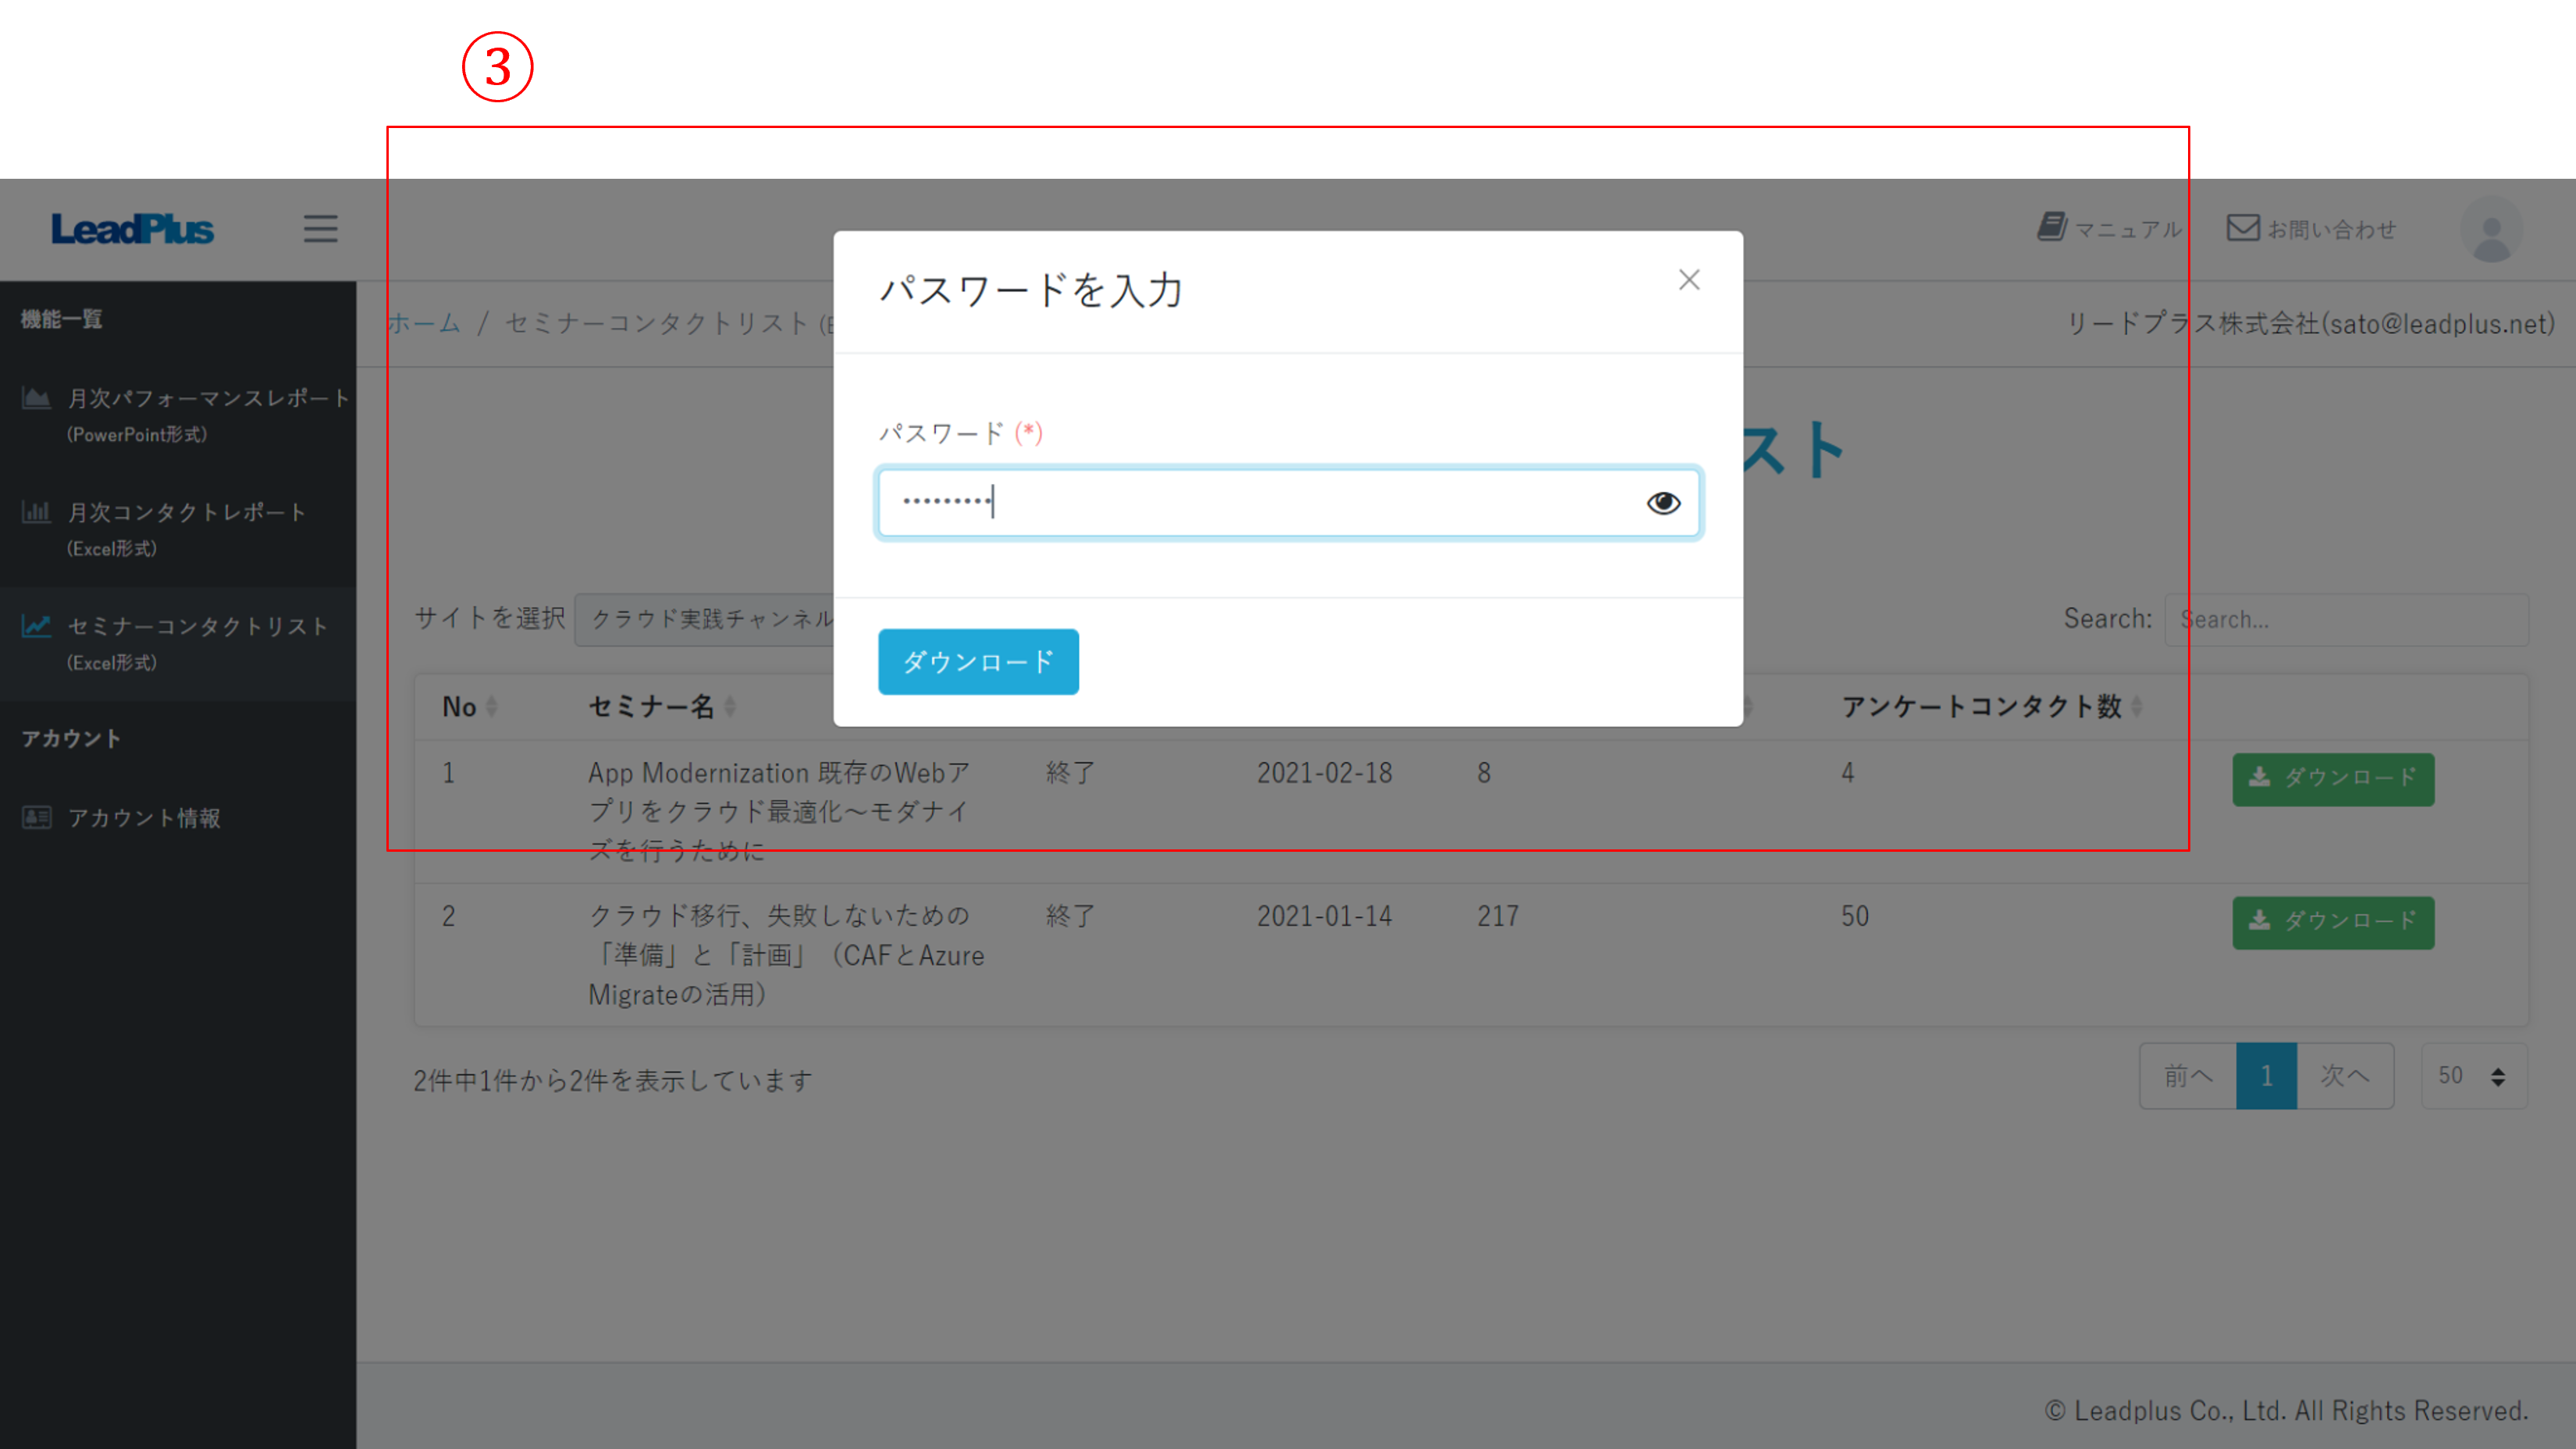 ③
LeadPlus
マニュアル
お問い合わせ
パスワードを入力
機能一覧
ホーム / セミナーコンタクトリスト
リードプラス株式会社(sato@leadplus.net)
月次パフォーマンスレポート
(PowerPoint形式)
パスワード (*)
スト
月次コンタクトレポート
(Excel形式)
セミナーコンタクトリスト
(Excel形式)
サイトを選択 クラウド実践チャンネル
Search: Search...
ダウンロード
アカウント
アカウント情報
No セミナー名 アンケートコンタクト数
1 App Modernization 既存のWebア 終了 2021-02-18 8 4 ダウンロード
プリをクラウド最適化～モダナイ
ズを行うために
2 クラウド移行、失敗しないための 終了 2021-01-14 217 50 ダウンロード
「準備」と「計画」（CAFとAzure
Migrateの活用）
2件中1件から2件を表示しています
前へ 1 次へ 50
© Leadplus Co., Ltd. All Rights Reserved.